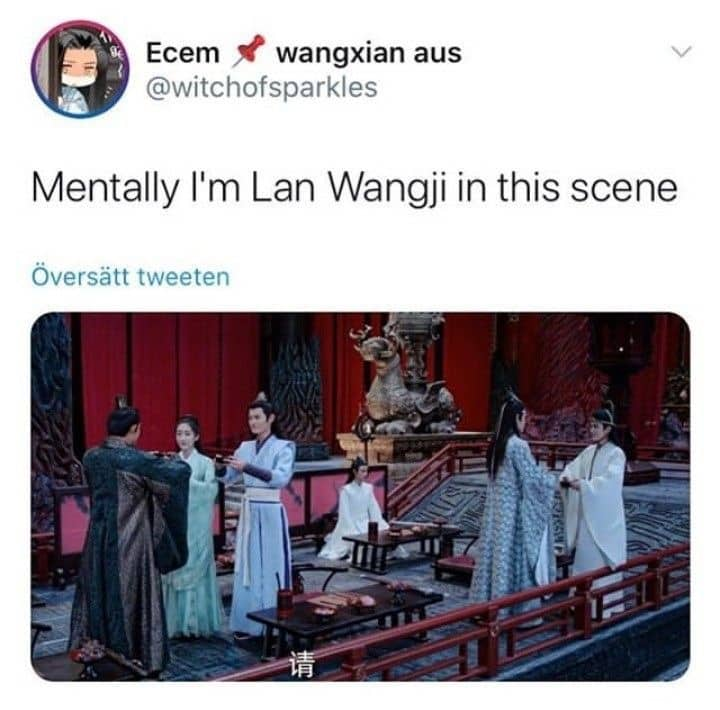 Ecem 📌 wangxian aus
@witchofsparkles
Mentally I'm Lan Wangji in this scene
Översätt tweeten
请